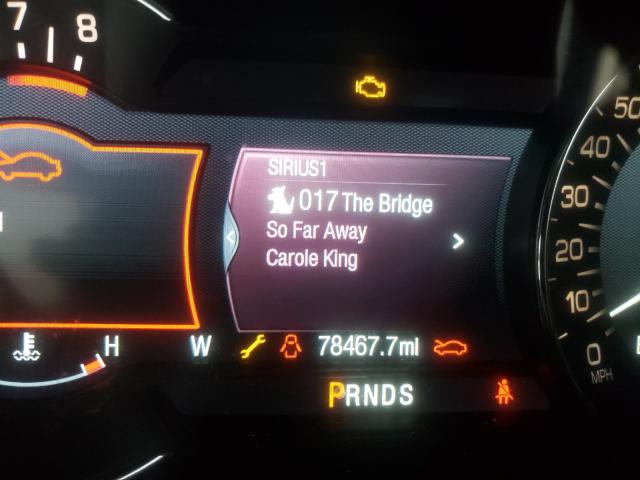 7 8
SIRIUS1
017 The Bridge
So Far Away
Carole King
H W 78467.7mi
PRNDS
50
40
30
20
10
0
MPH